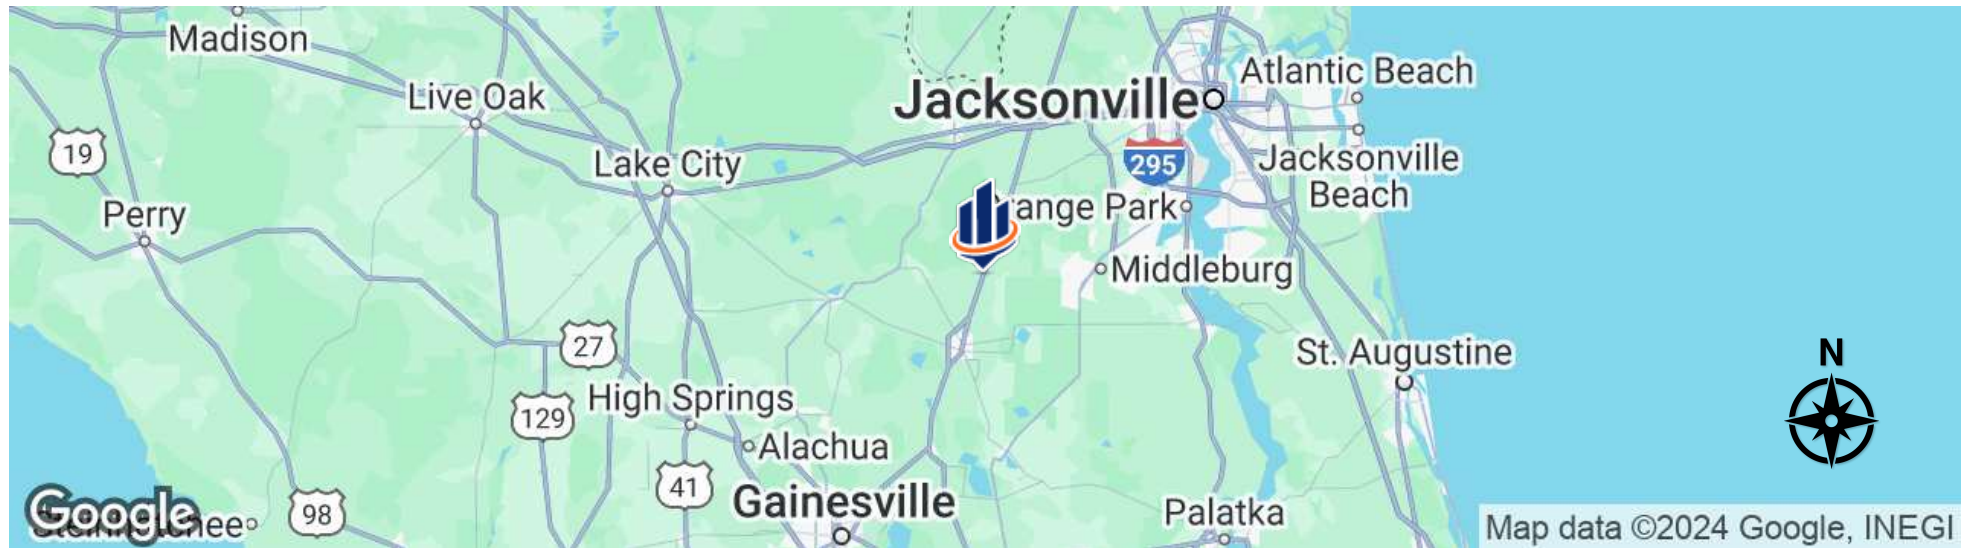 Madison
Live Oak
Jacksonville
Atlantic Beach
19
Lake City
295
Jacksonville
Beach
Perry
range Park
Middleburg
27
St. Augustine
N
High Springs
129
Alachua
41
Gainesville
98
Google
Palatka
Map data ©2024 Google, INEGI